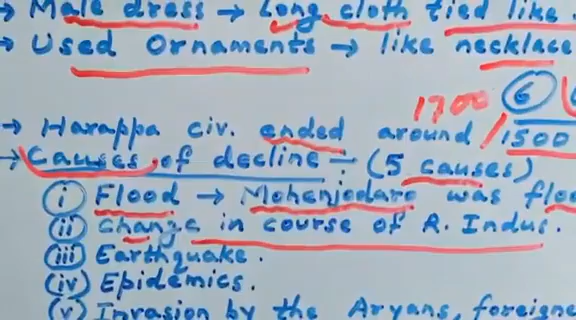 → Male dress → Long cloth tied like
→ Used Ornaments → like necklace
6
1700
→ Harappa civ. ended around / 1500
→ Causes of decline :- (5 causes)
(i) Flood → Mohenjodaro was
(ii) Change in course of R. Indus.
(iii) Earthquake.
(iv) Epidemics.
(v) Invasion by the Aryans,